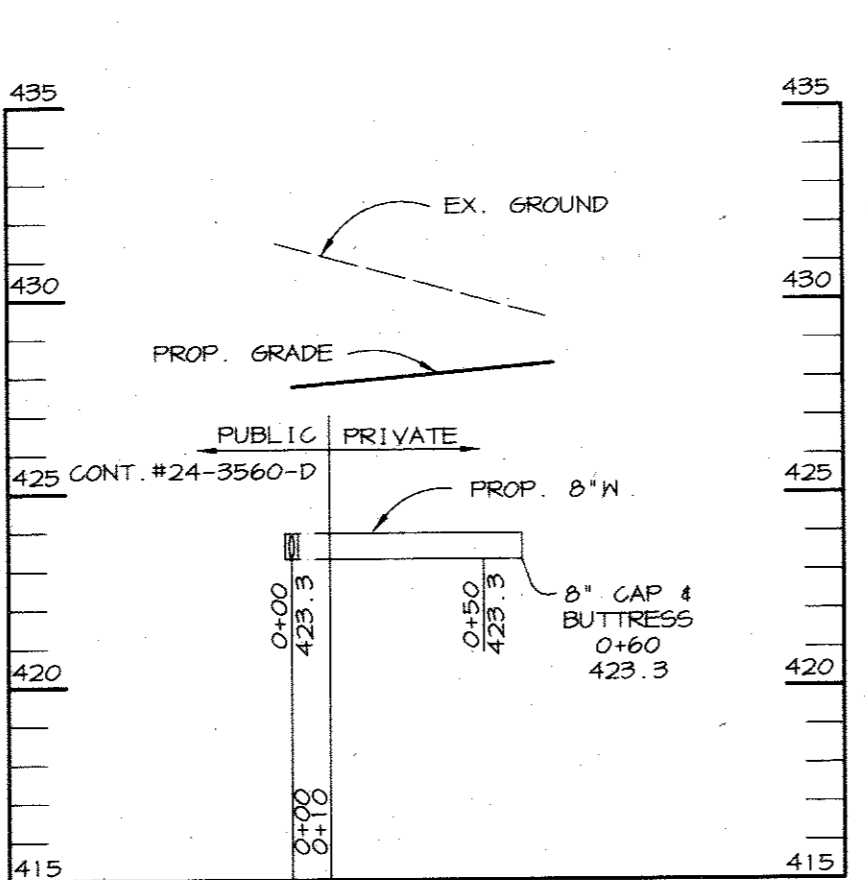 435 435
EX. GROUND
430 430
PROP. GRADE
PUBLIC PRIVATE
425 CONT.#24-3560-D 425
PROP. 8"W.
0+00
423.3
0+50
423.3
8" CAP &
BUTTRESS
0+60
423.3
420 420
0+00
0+10
415 415